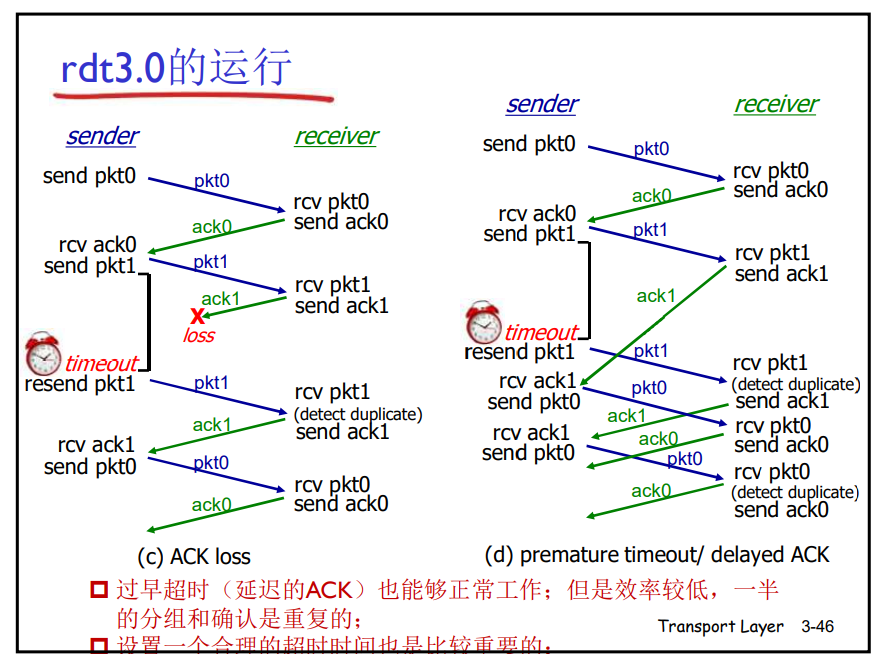 rdt3.0的运行
sender
receiver
send pkt0
pkt0
rcv pkt0
send ack0
ack0
rcv ack0
send pkt1
pkt1
rcv pkt1
send ack1
ack1
X
loss
timeout
resend pkt1
pkt1
rcv pkt1
(detect duplicate)
send ack1
ack1
rcv ack1
send pkt0
pkt0
rcv pkt0
send ack0
ack0
(c) ACK loss
sender
receiver
send pkt0
pkt0
rcv pkt0
send ack0
ack0
rcv ack0
send pkt1
pkt1
rcv pkt1
send ack1
ack1
timeout
resend pkt1
pkt1
rcv pkt1
(detect duplicate)
send ack1
rcv ack1
send pkt0
pkt0
ack1
rcv pkt0
send ack0
rcv ack1
send pkt0
ack0
pkt0
rcv pkt0
(detect duplicate)
send ack0
ack0
(d) premature timeout/ delayed ACK
过早超时（延迟的ACK）也能够正常工作；但是效率较低，一半
的分组和确认是重复的；
设置一个合理的超时时间也是比较重要的；
Transport Layer 3-46